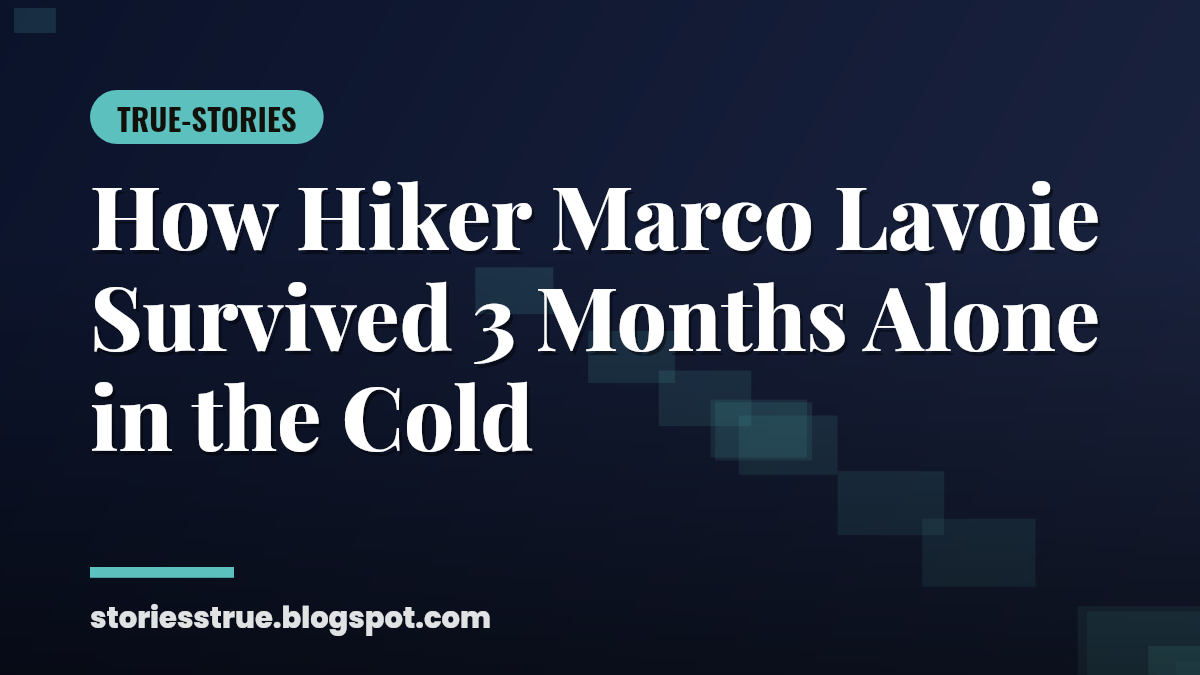 TRUE-STORIES
How Hiker Marco Lavoie
Survived 3 Months Alone
in the Cold
storiesstrue.blogspot.com